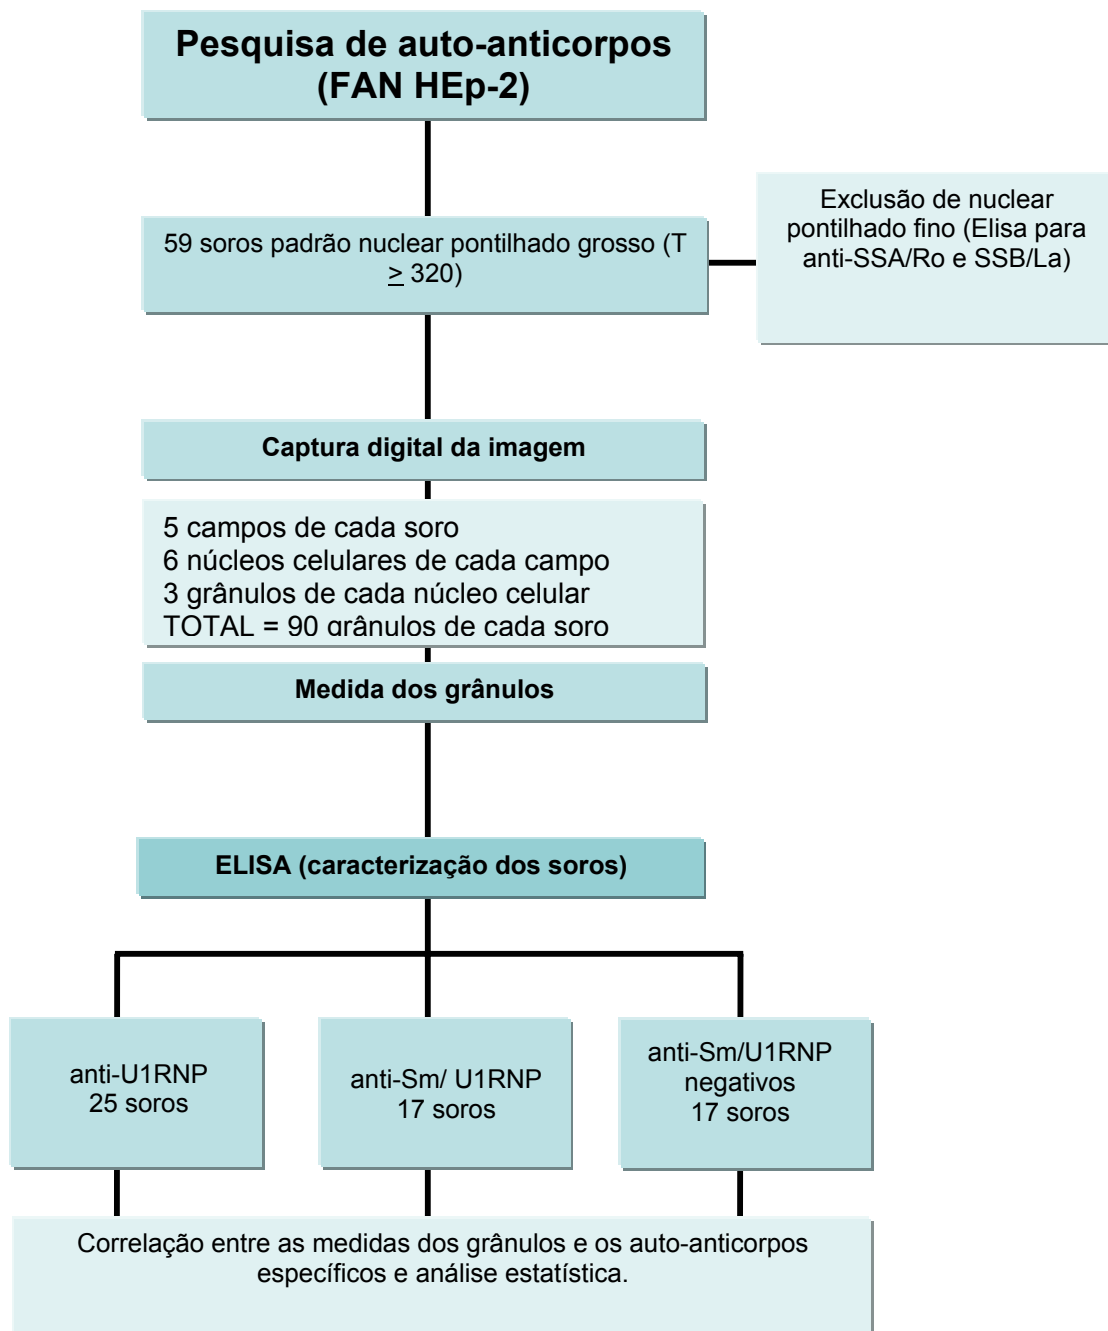 Pesquisa de auto-anticorpos
(FAN HEp-2)
59 soros padrão nuclear pontilhado grosso (T
≥ 320)
Exclusão de nuclear
pontilhado fino (Elisa para
anti-SSA/Ro e SSB/La)
Captura digital da imagem
5 campos de cada soro
6 núcleos celulares de cada campo
3 grânulos de cada núcleo celular
TOTAL = 90 grânulos de cada soro
Medida dos grânulos
ELISA (caracterização dos soros)
anti-U1RNP
25 soros
anti-Sm/ U1RNP
17 soros
anti-Sm/U1RNP
negativos
17 soros
Correlação entre as medidas dos grânulos e os auto-anticorpos
específicos e análise estatística.